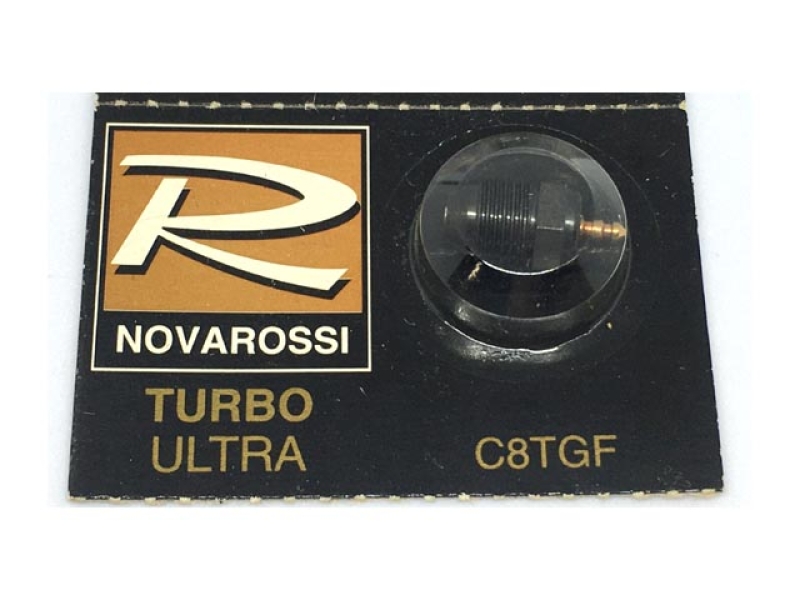 R
NOVAROSSI
TURBO
ULTRA
C8TGF